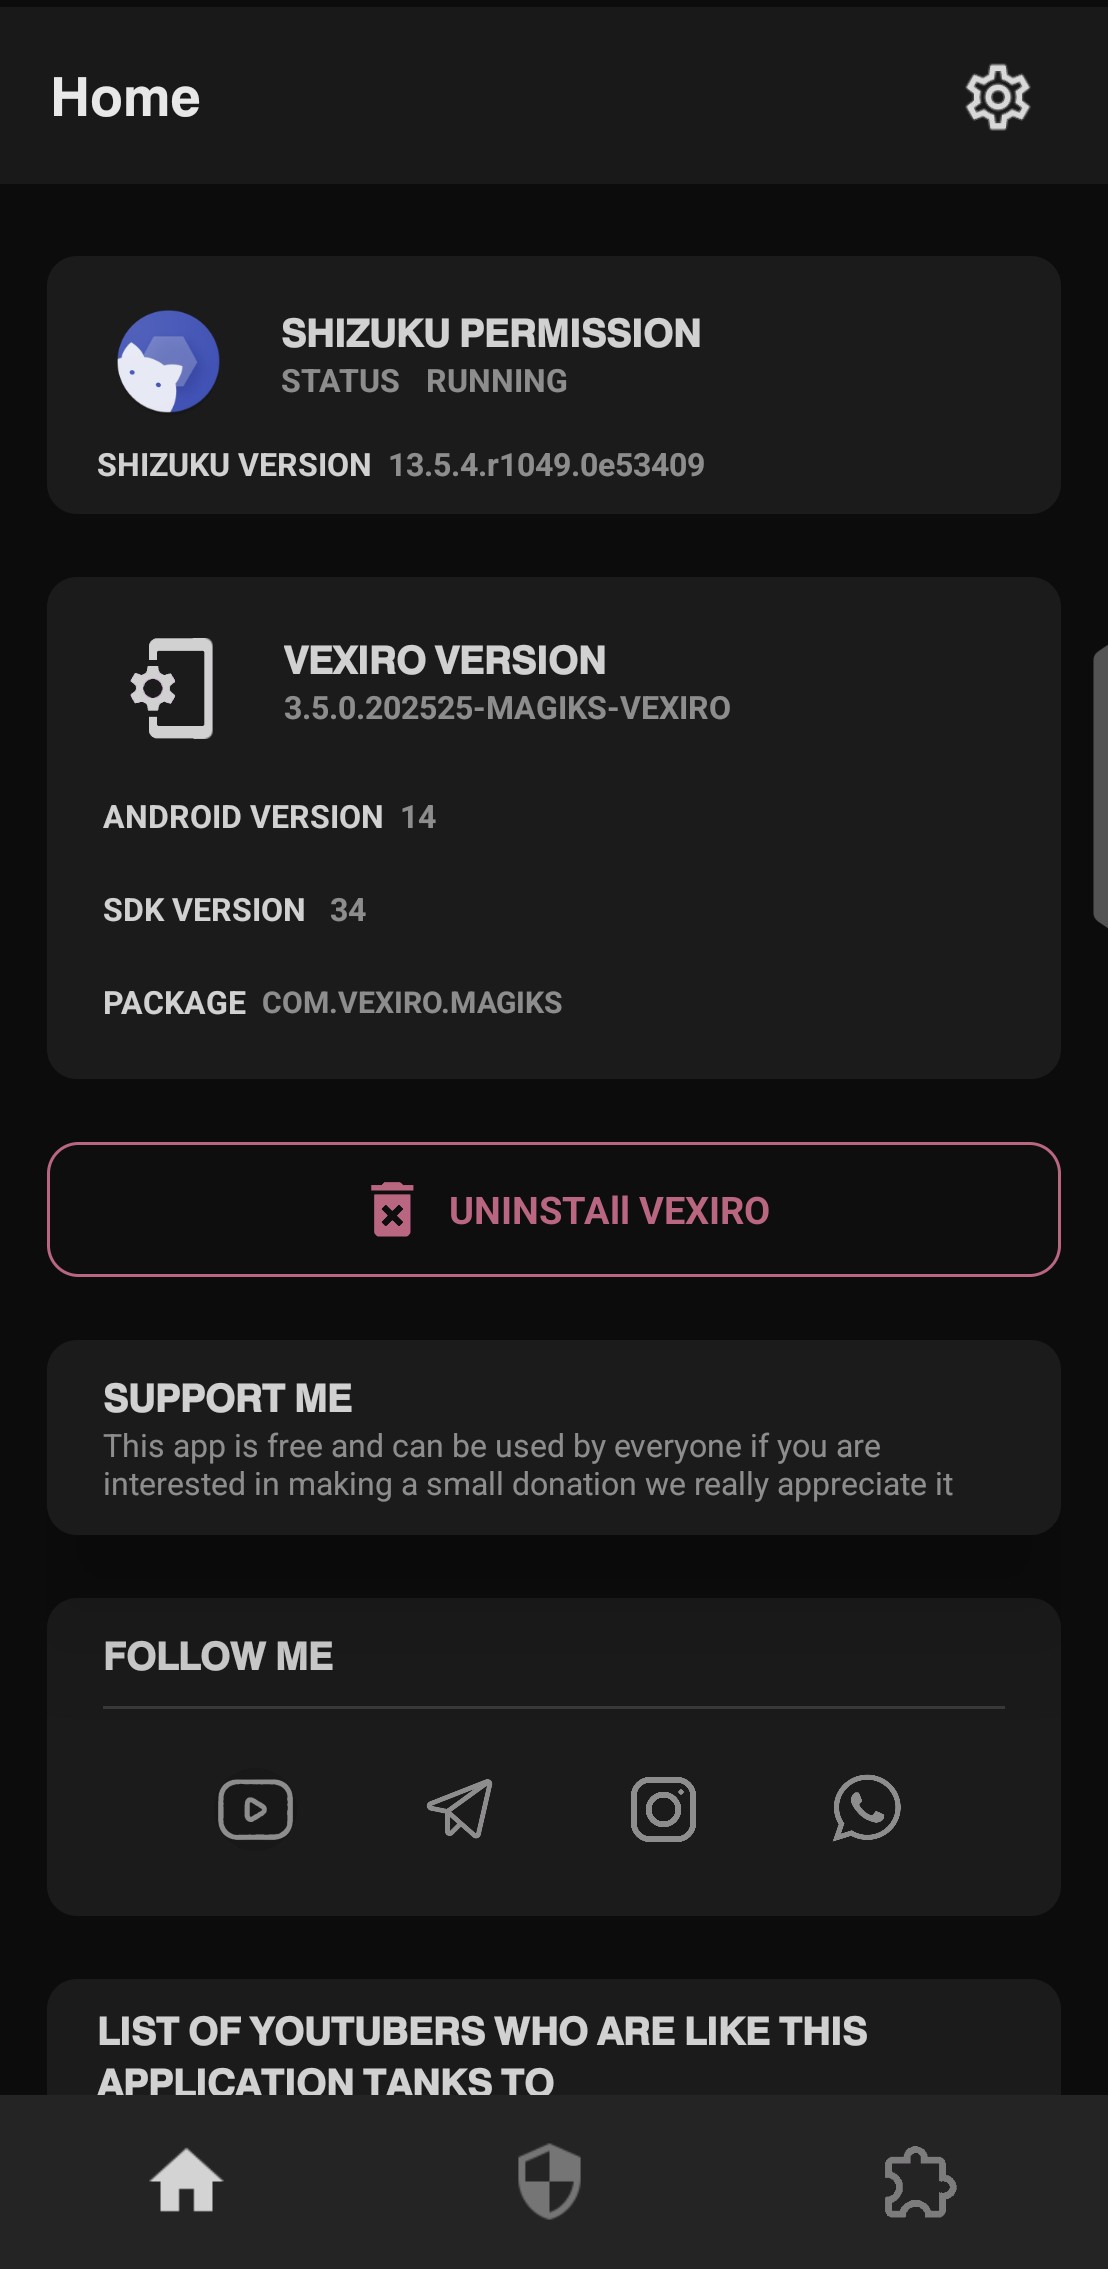 Home
SHIZUKU PERMISSION
STATUS RUNNING
SHIZUKU VERSION 13.5.4.r1049.0e53409
VEXIRO VERSION
3.5.0.202525-MAGIKS-VEXIRO
ANDROID VERSION 14
SDK VERSION 34
PACKAGE COM.VEXIRO.MAGIKS
UNINSTAll VEXIRO
SUPPORT ME
This app is free and can be used by everyone if you are
interested in making a small donation we really appreciate it
FOLLOW ME
LIST OF YOUTUBERS WHO ARE LIKE THIS
APPLICATION TANKS TO